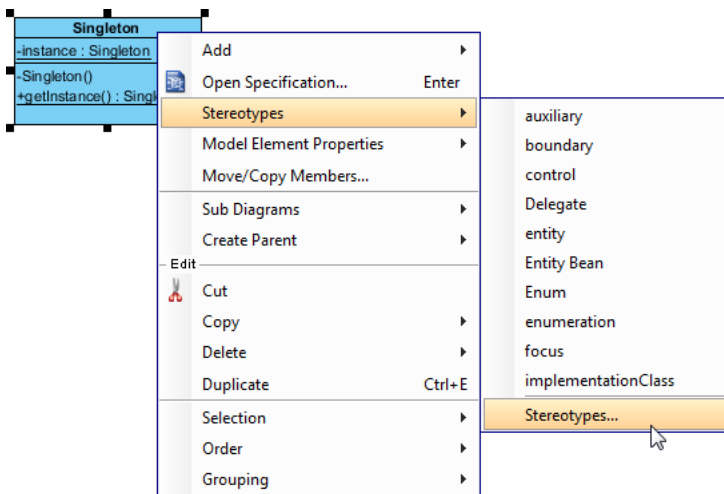 Singleton
-instance : Singleton
-Singleton()
+getInstance() : Singl
Add
Open Specification... Enter
Stereotypes
Model Element Properties
Move/Copy Members...
Sub Diagrams
Create Parent
Edit
Cut
Copy
Delete
Duplicate Ctrl+E
Selection
Order
Grouping
auxiliary
boundary
control
Delegate
entity
Entity Bean
Enum
enumeration
focus
implementationClass
Stereotypes...